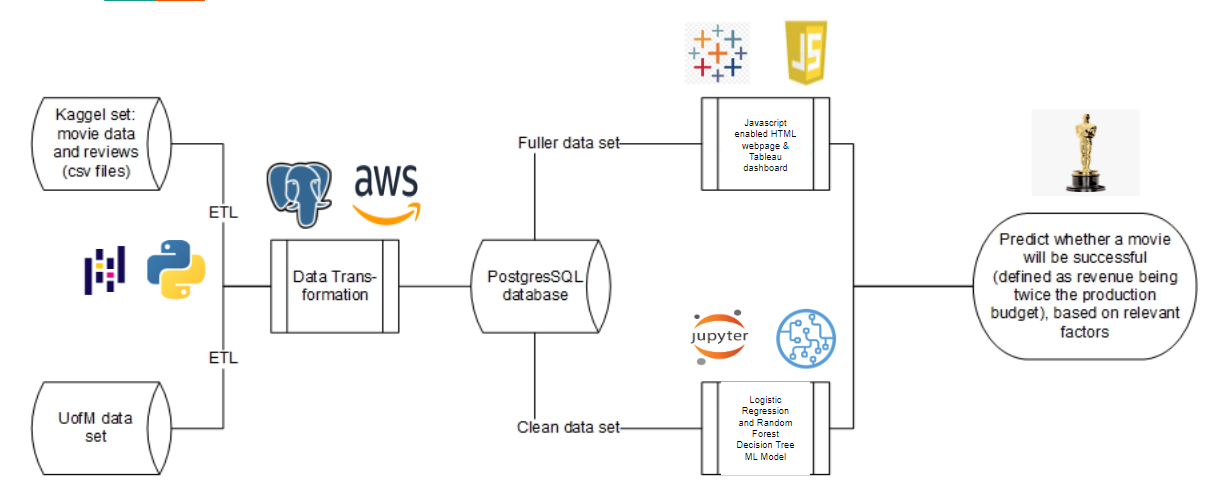 Kaggel set:
movie data
and reviews
(csv files)
ETL
aws
Data Trans-
formation
ETL
UofM data
set
PostgresSQL
database
Fuller data set
Clean data set
JS
Javascript
enabled HTML
webpage &
Tableau
dashboard
jupyter
Logistic
Regression
and Random
Forest
Decision Tree
ML Model
Predict whether a movie
will be successful
(defined as revenue being
twice the production
budget), based on relevant
factors